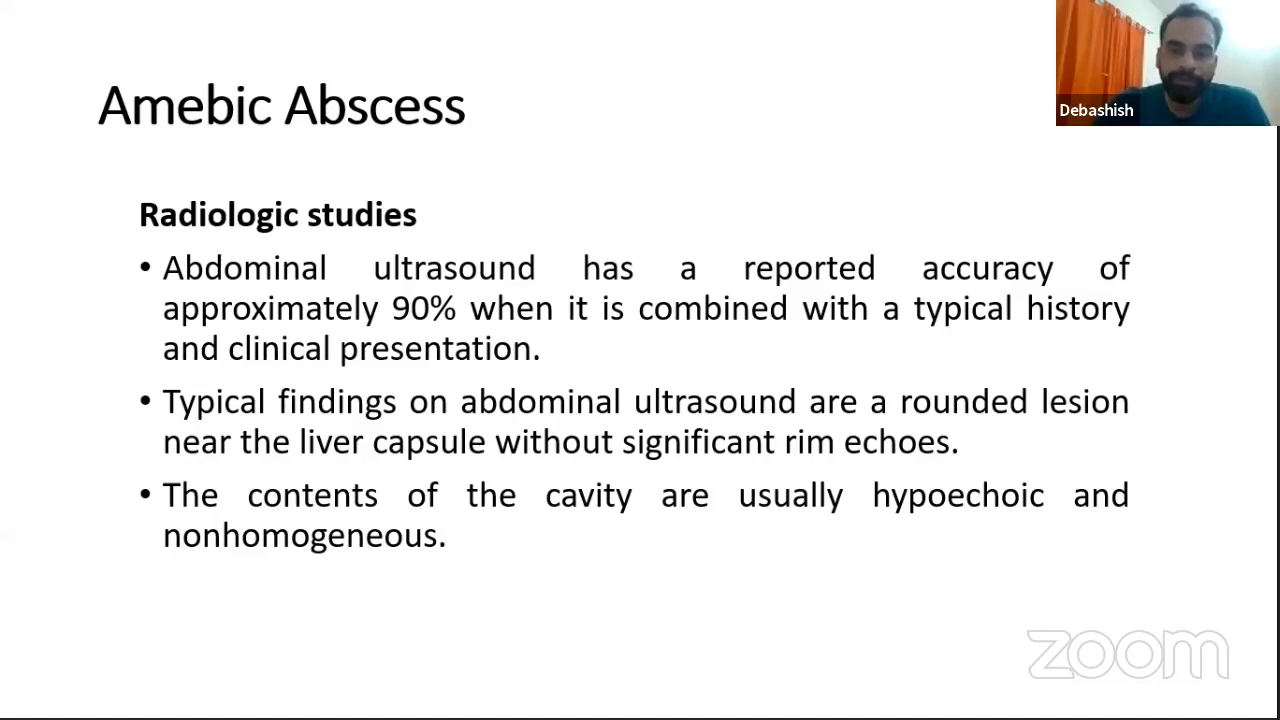 Amebic Abscess
Debashish
Radiologic studies
• Abdominal ultrasound has a reported accuracy of
approximately 90% when it is combined with a typical history
and clinical presentation.
• Typical findings on abdominal ultrasound are a rounded lesion
near the liver capsule without significant rim echoes.
• The contents of the cavity are usually hypoechoic and
nonhomogeneous.
zoom